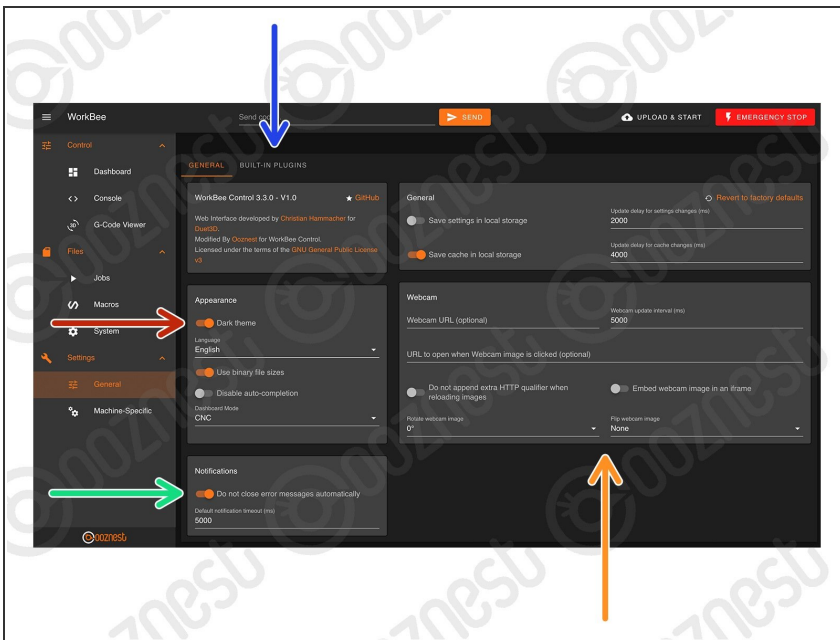 WorkBee
Send code
SEND
UPLOAD & START
EMERGENCY STOP
Control
Dashboard
Console
G-Code Viewer
Files
Jobs
Macros
System
Settings
General
Machine-Specific
ooznest
GENERAL
BUILT-IN PLUGINS
WorkBee Control 3.3.0 - V1.0
GitHub
Web Interface developed by Christian Hammacher for
Duet3D.
Modified By Ooznest for WorkBee Control.
Licensed under the terms of the GNU General Public License
v3
General
Revert to factory defaults
Save settings in local storage
Update delay for settings changes (ms)
2000
Save cache in local storage
Update delay for cache changes (ms)
4000
Appearance
Dark theme
Language
English
Use binary file sizes
Disable auto-completion
Dashboard Mode
CNC
Webcam
Webcam URL (optional)
Webcam update interval (ms)
5000
URL to open when Webcam image is clicked (optional)
Do not append extra HTTP qualifier when
reloading images
Embed webcam image in an iframe
Rotate webcam image
0°
Flip webcam image
None
Notifications
Do not close error messages automatically
Default notification timeout (ms)
5000